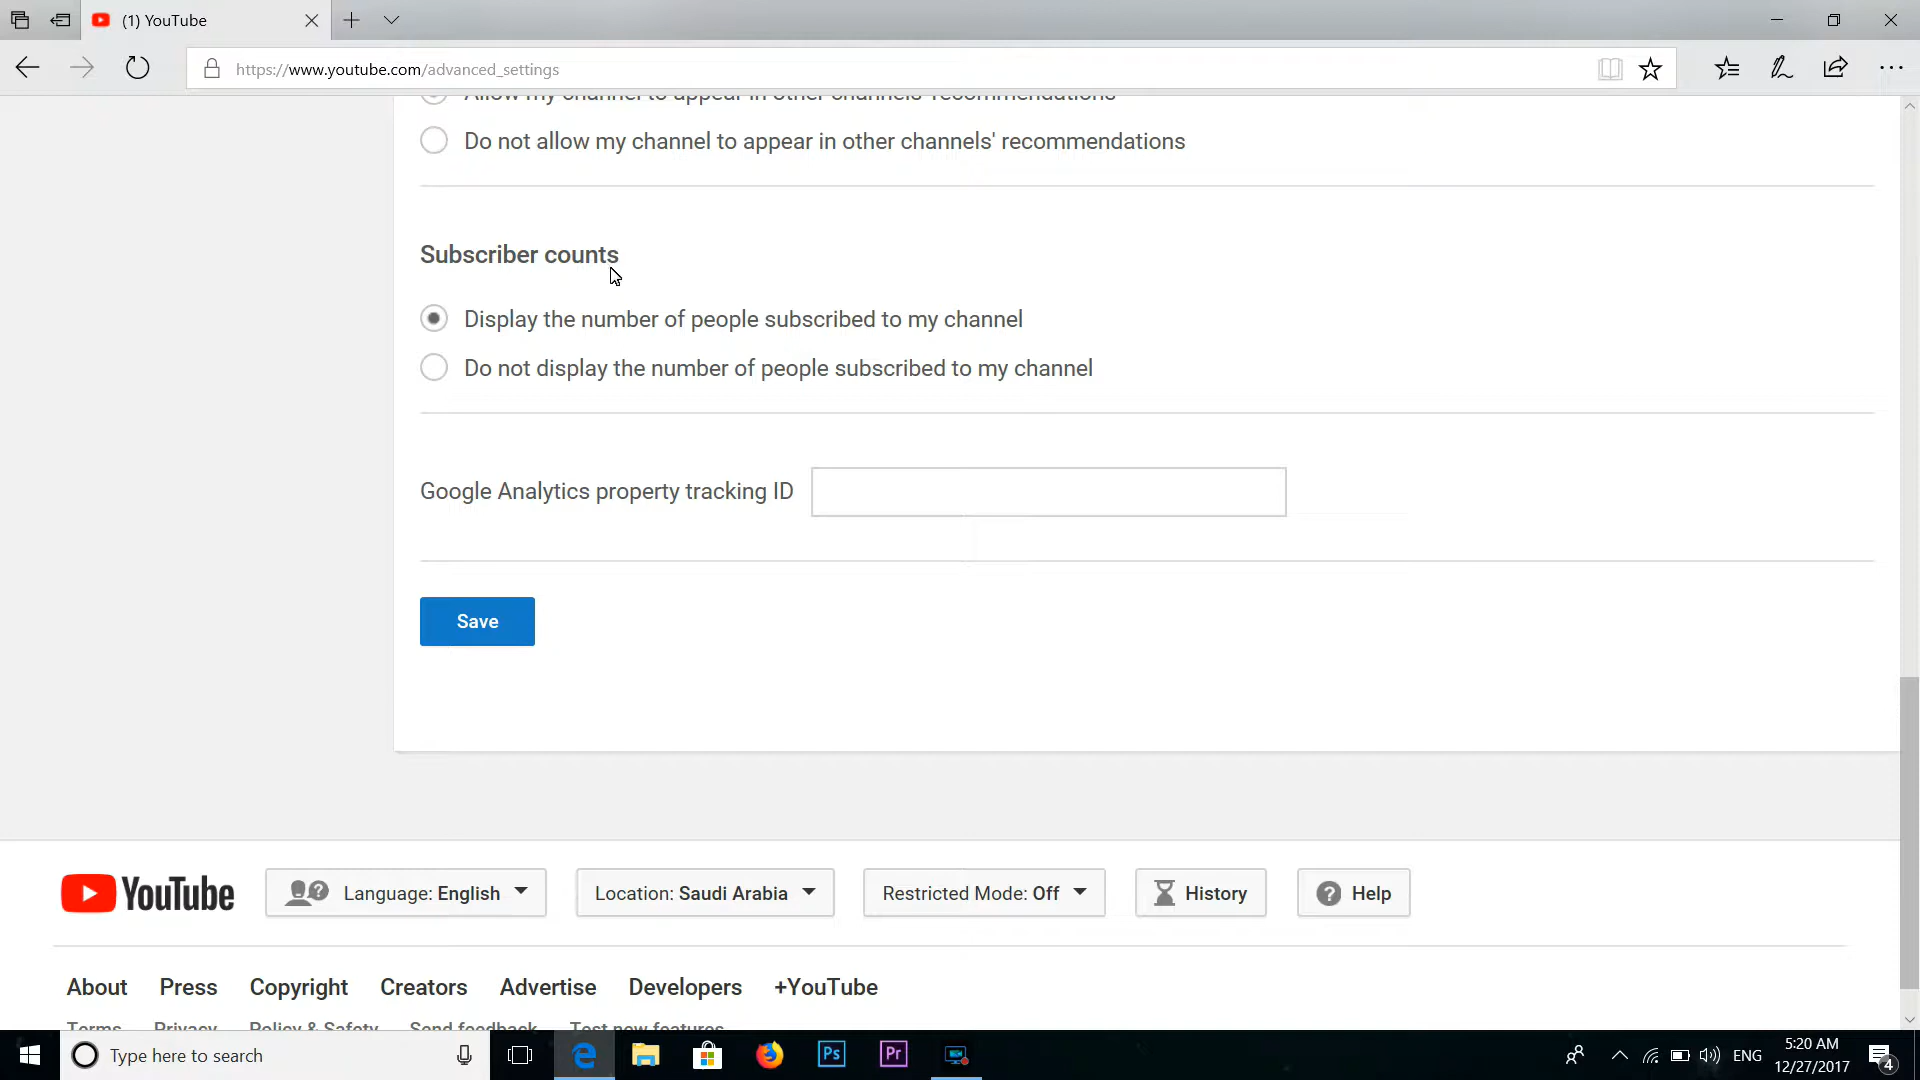 (1) YouTube
https://www.youtube.com/advanced_settings
Allow my channel to appear in other channels' recommendations
Do not allow my channel to appear in other channels' recommendations
Subscriber counts
Display the number of people subscribed to my channel
Do not display the number of people subscribed to my channel
Google Analytics property tracking ID
Save
YouTube Language: English Location: Saudi Arabia Restricted Mode: Off History Help
About Press Copyright Creators Advertise Developers +YouTube
Terms Privacy Policy & Safety Send feedback Test new features
Type here to search Ps Pr ENG 5:20 AM
12/27/2017 4